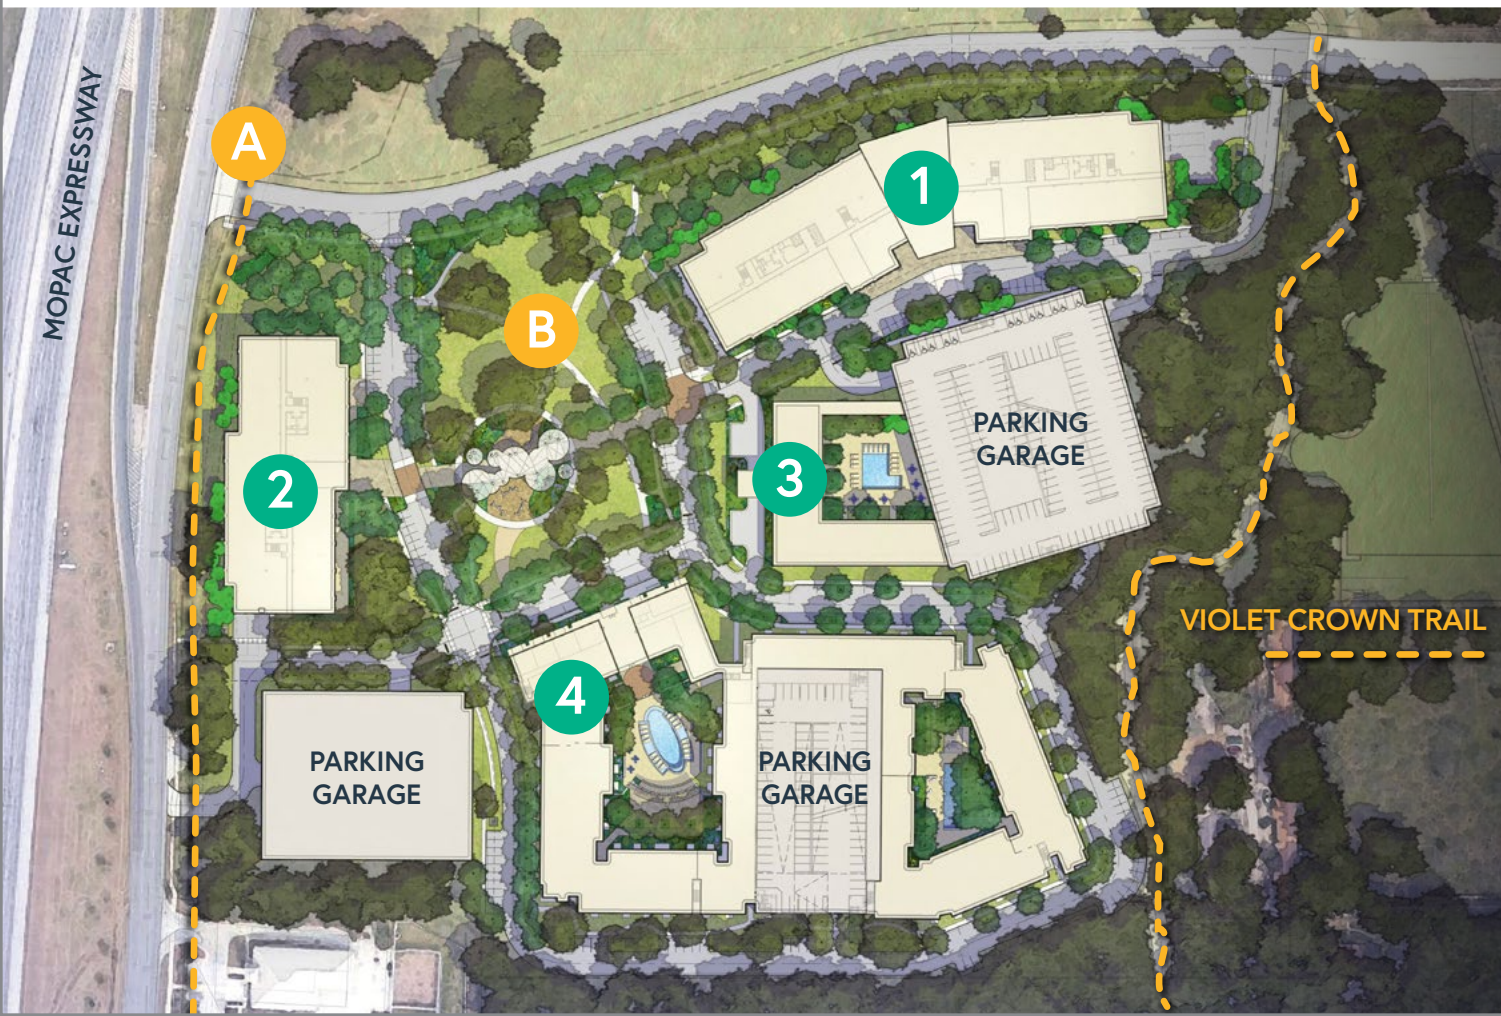 MOPAC EXPRESSWAY
A
1
B
PARKING
GARAGE
2
3
VIOLET CROWN TRAIL
4
PARKING
GARAGE
PARKING
GARAGE